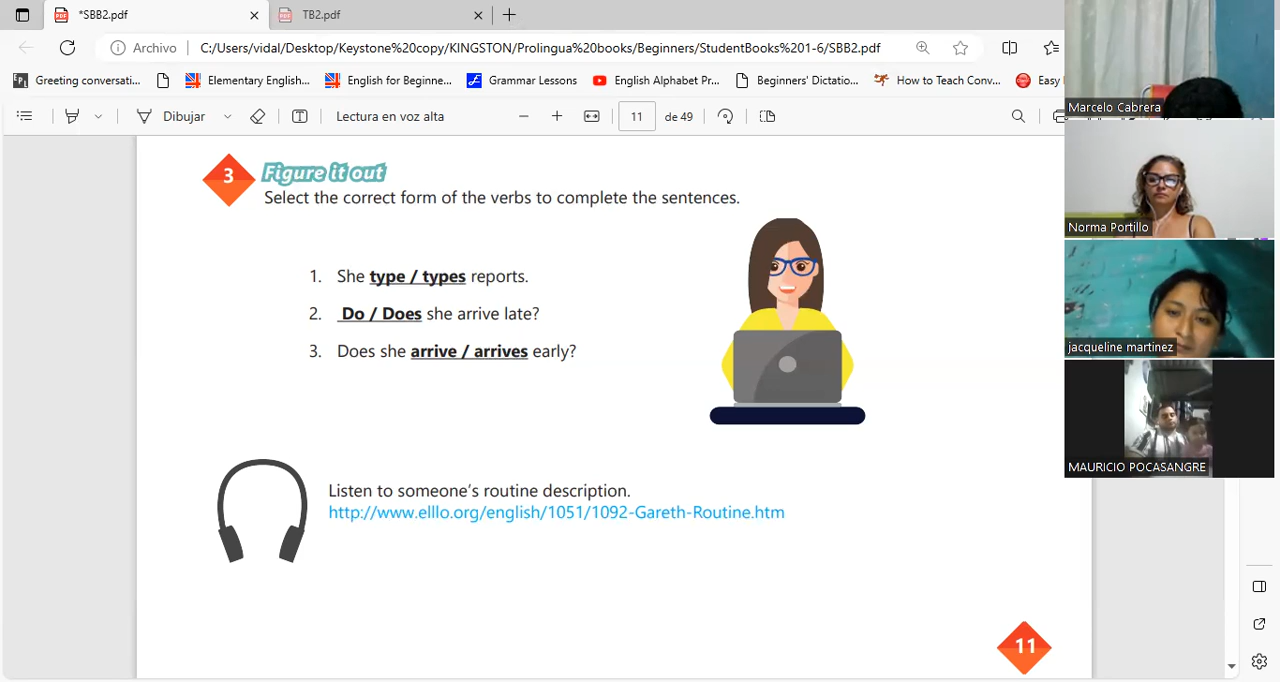 *SBB2.pdf
TB2.pdf
Archivo
C:/Users/vidal/Desktop/Keystone%20copy/KINGSTON/Prolingua%20books/Beginners/StudentBooks%201-6/SBB2.pdf
Greeting conversati...
Elementary English...
English for Beginne...
Grammar Lessons
English Alphabet Pr...
Beginners' Dictatio...
How to Teach Conv...
Easy
Dibujar
Lectura en voz alta
11
de 49
3
Figure it out
Select the correct form of the verbs to complete the sentences.
1. She type / types reports.
2. Do / Does she arrive late?
3. Does she arrive / arrives early?
Listen to someone's routine description.
http://www.elllo.org/english/1051/1092-Gareth-Routine.htm
11
Marcelo Cabrera
Norma Portillo
jacqueline martinez
MAURICIO POCASANGRE